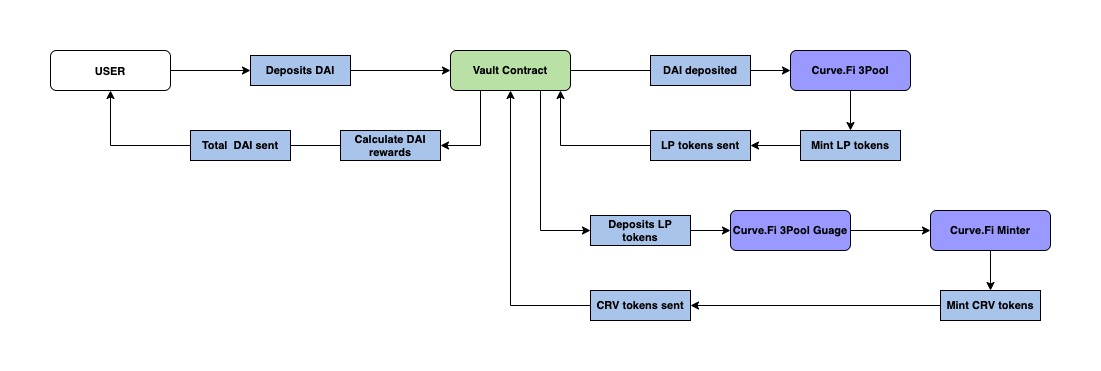 USER
Deposits DAI
Vault Contract
DAI deposited
Curve.Fi 3Pool
Total DAI sent
Calculate DAI
rewards
LP tokens sent
Mint LP tokens
Deposits LP
tokens
Curve.Fi 3Pool Guage
Curve.Fi Minter
CRV tokens sent
Mint CRV tokens